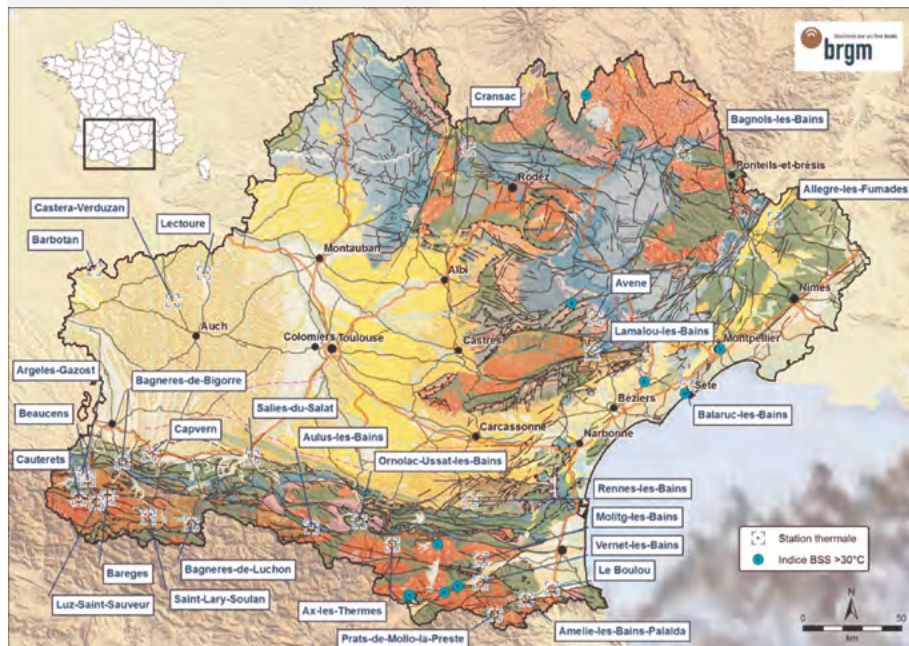 brgm
Cransac
Bagnols-les-Bains
Ponteils-et-brésis
Rodez
Allegre-les-Fumades
Castera-Verduzan
Lectoure
Barbotan
Montauban
Albi
Avene
Nîmes
Lamalou-les-Bains
Montpellier
Auch
Colomiers
Toulouse
Castres
Argeles-Gazost
Bagneres-de-Bigorre
Sète
Béziers
Balaruc-les-Bains
Beaucens
Salies-du-Salat
Capvern
Aulus-les-Bains
Carcassonne
Narbonne
Cauterets
Ornolac-Ussat-les-Bains
Rennes-les-Bains
Molitg-les-Bains
Vernet-les-Bains
Le Boulou
Station thermale
Indice BSS >30°C
Bareges
Bagneres-de-Luchon
Luz-Saint-Sauveur
Saint-Lary-Soulan
Ax-les-Thermes
Prats-de-Mollo-la-Preste
Amelie-les-Bains-Palalda
N
0
50
km